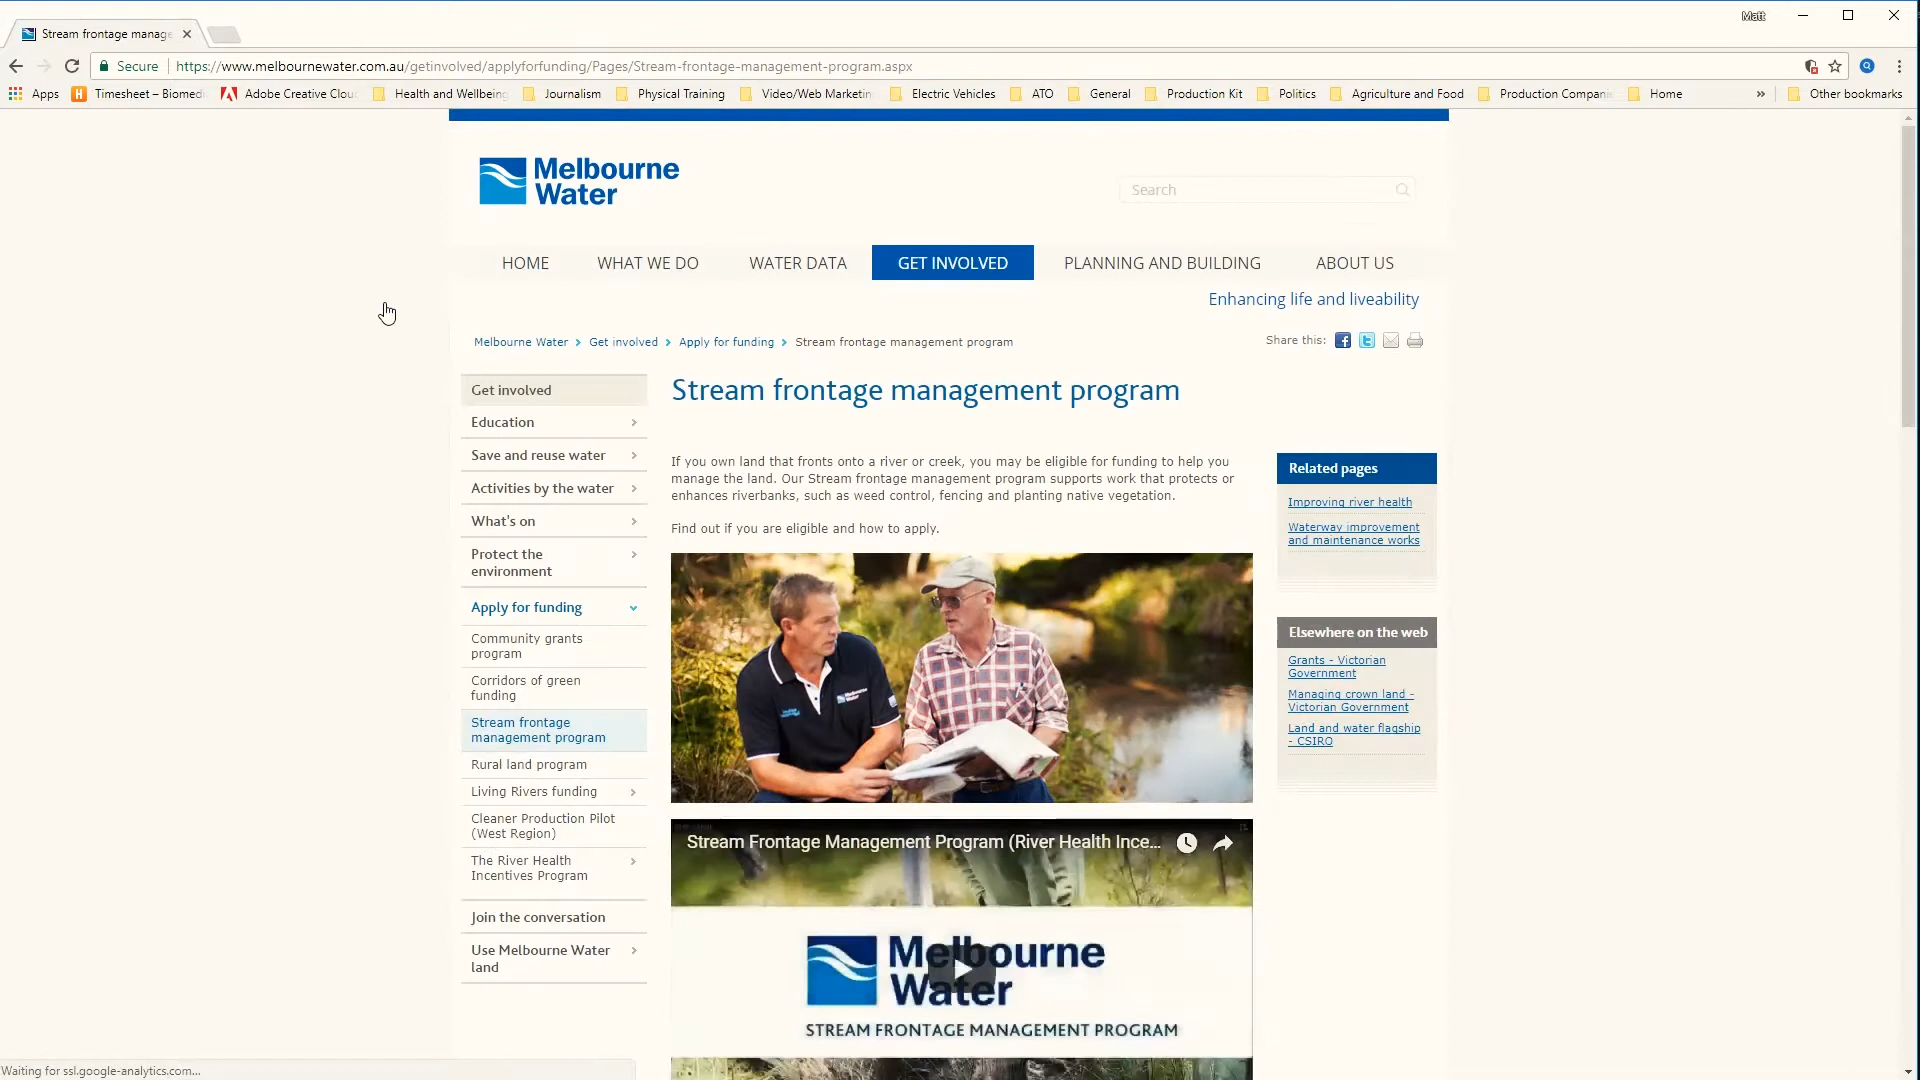 Matt
Stream frontage manage
Secure https://www.melbournewater.com.au/getinvolved/applyforfunding/Pages/Stream-frontage-management-program.aspx
Apps Timesheet – Biomedi Adobe Creative Clou Health and Wellbeing Journalism Physical Training Video/Web Marketin Electric Vehicles ATO General Production Kit Politics Agriculture and Food Production Compani Home » Other bookmarks
Melbourne
Water
Search
HOME WHAT WE DO WATER DATA GET INVOLVED PLANNING AND BUILDING ABOUT US
Enhancing life and liveability
Melbourne Water > Get involved > Apply for funding > Stream frontage management program
Share this:
Get involved
Education
Save and reuse water
Activities by the water
What's on
Protect the
environment
Apply for funding
Community grants
program
Corridors of green
funding
Stream frontage
management program
Rural land program
Living Rivers funding
Cleaner Production Pilot
(West Region)
The River Health
Incentives Program
Join the conversation
Use Melbourne Water
land
Stream frontage management program
If you own land that fronts onto a river or creek, you may be eligible for funding to help you
manage the land. Our Stream frontage management program supports work that protects or
enhances riverbanks, such as weed control, fencing and planting native vegetation.
Find out if you are eligible and how to apply.
Stream Frontage Management Program (River Health Ince...
Melbourne
Water
STREAM FRONTAGE MANAGEMENT PROGRAM
Related pages
Improving river health
Waterway improvement
and maintenance works
Elsewhere on the web
Grants - Victorian
Government
Managing crown land -
Victorian Government
Land and water flagship
- CSIRO
Waiting for ssl.google-analytics.com...